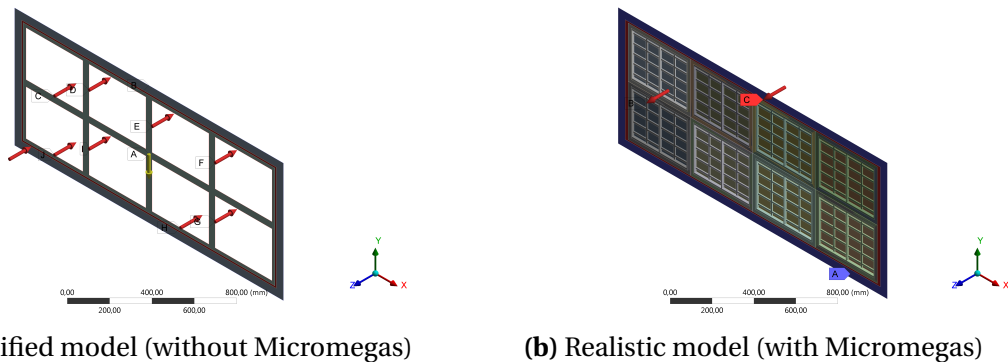 B
C
D
E
A
F
J
I
H
G
Y
Z
X
0,00
400,00
800,00 (mm)
200,00
600,00
B
C
A
Y
Z
X
0,00
400,00
800,00 (mm)
200,00
600,00
ified model (without Micromegas)
(b) Realistic model (with Micromegas)